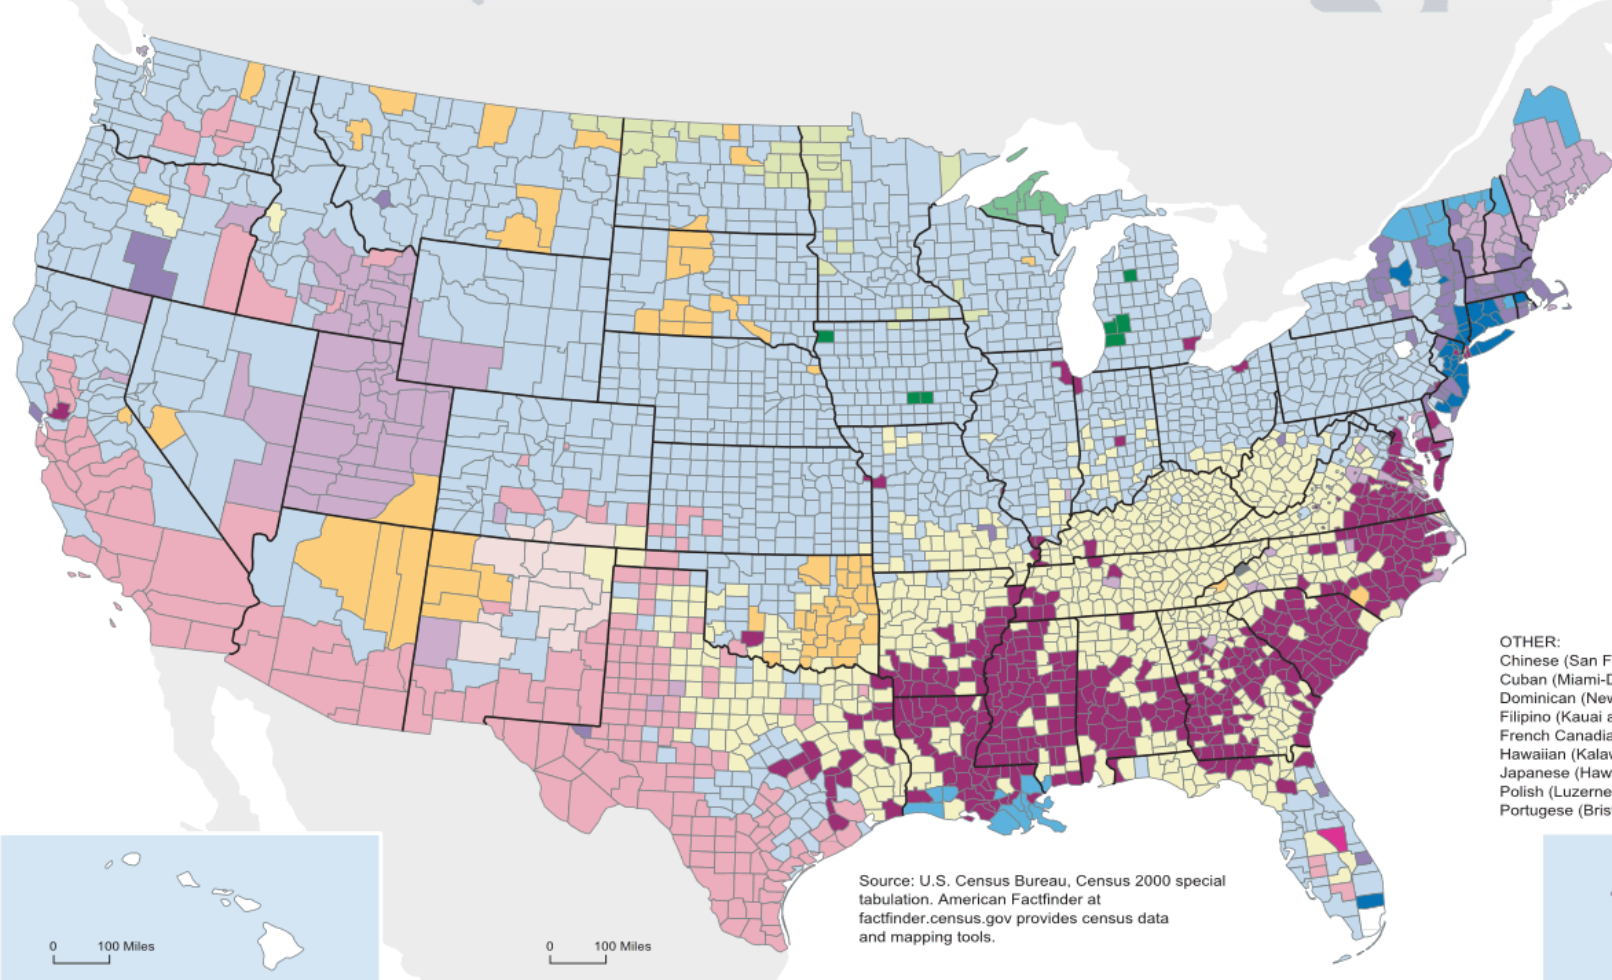 OTHER:
Chinese (San F
Cuban (Miami-D
Dominican (New
Filipino (Kauai a
French Canadia
Hawaiian (Kalaw
Japanese (Haw
Polish (Luzerne
Portugese (Bris
Source: U.S. Census Bureau, Census 2000 special
tabulation. American Factfinder at
factfinder.census.gov provides census data
and mapping tools.
0 100 Miles
0 100 Miles